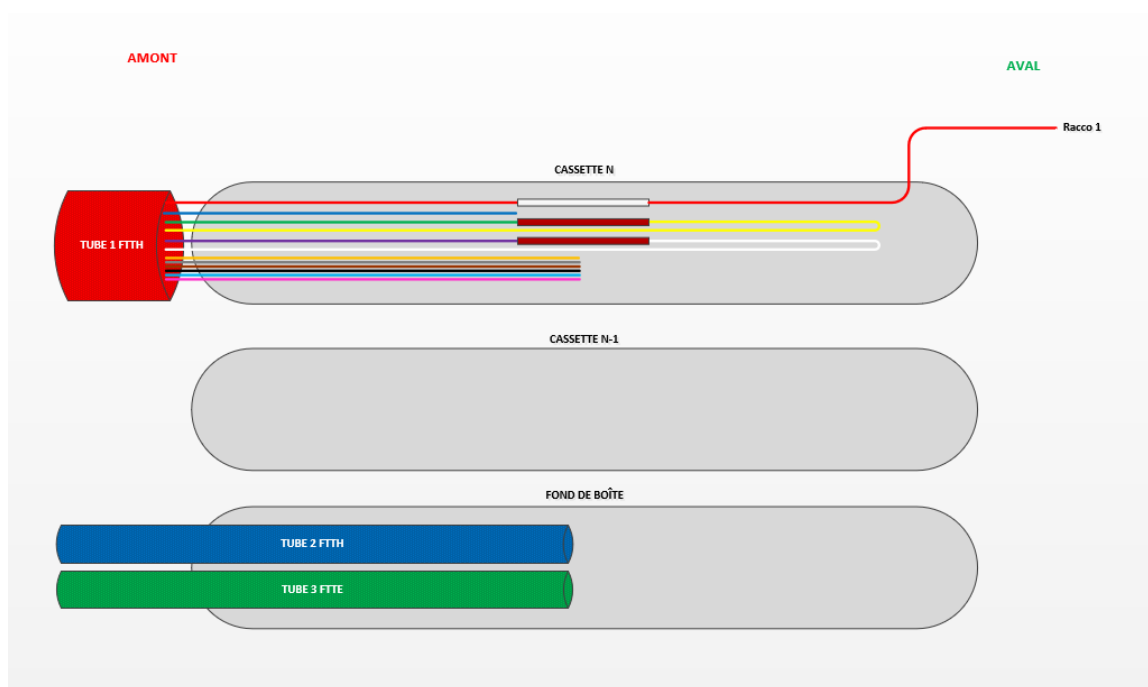 AMONT
AVAL
Racco 1
CASSETTE N
TUBE 1 FTTH
CASSETTE N-1
FOND DE BOÎTE
TUBE 2 FTTH
TUBE 3 FTTE